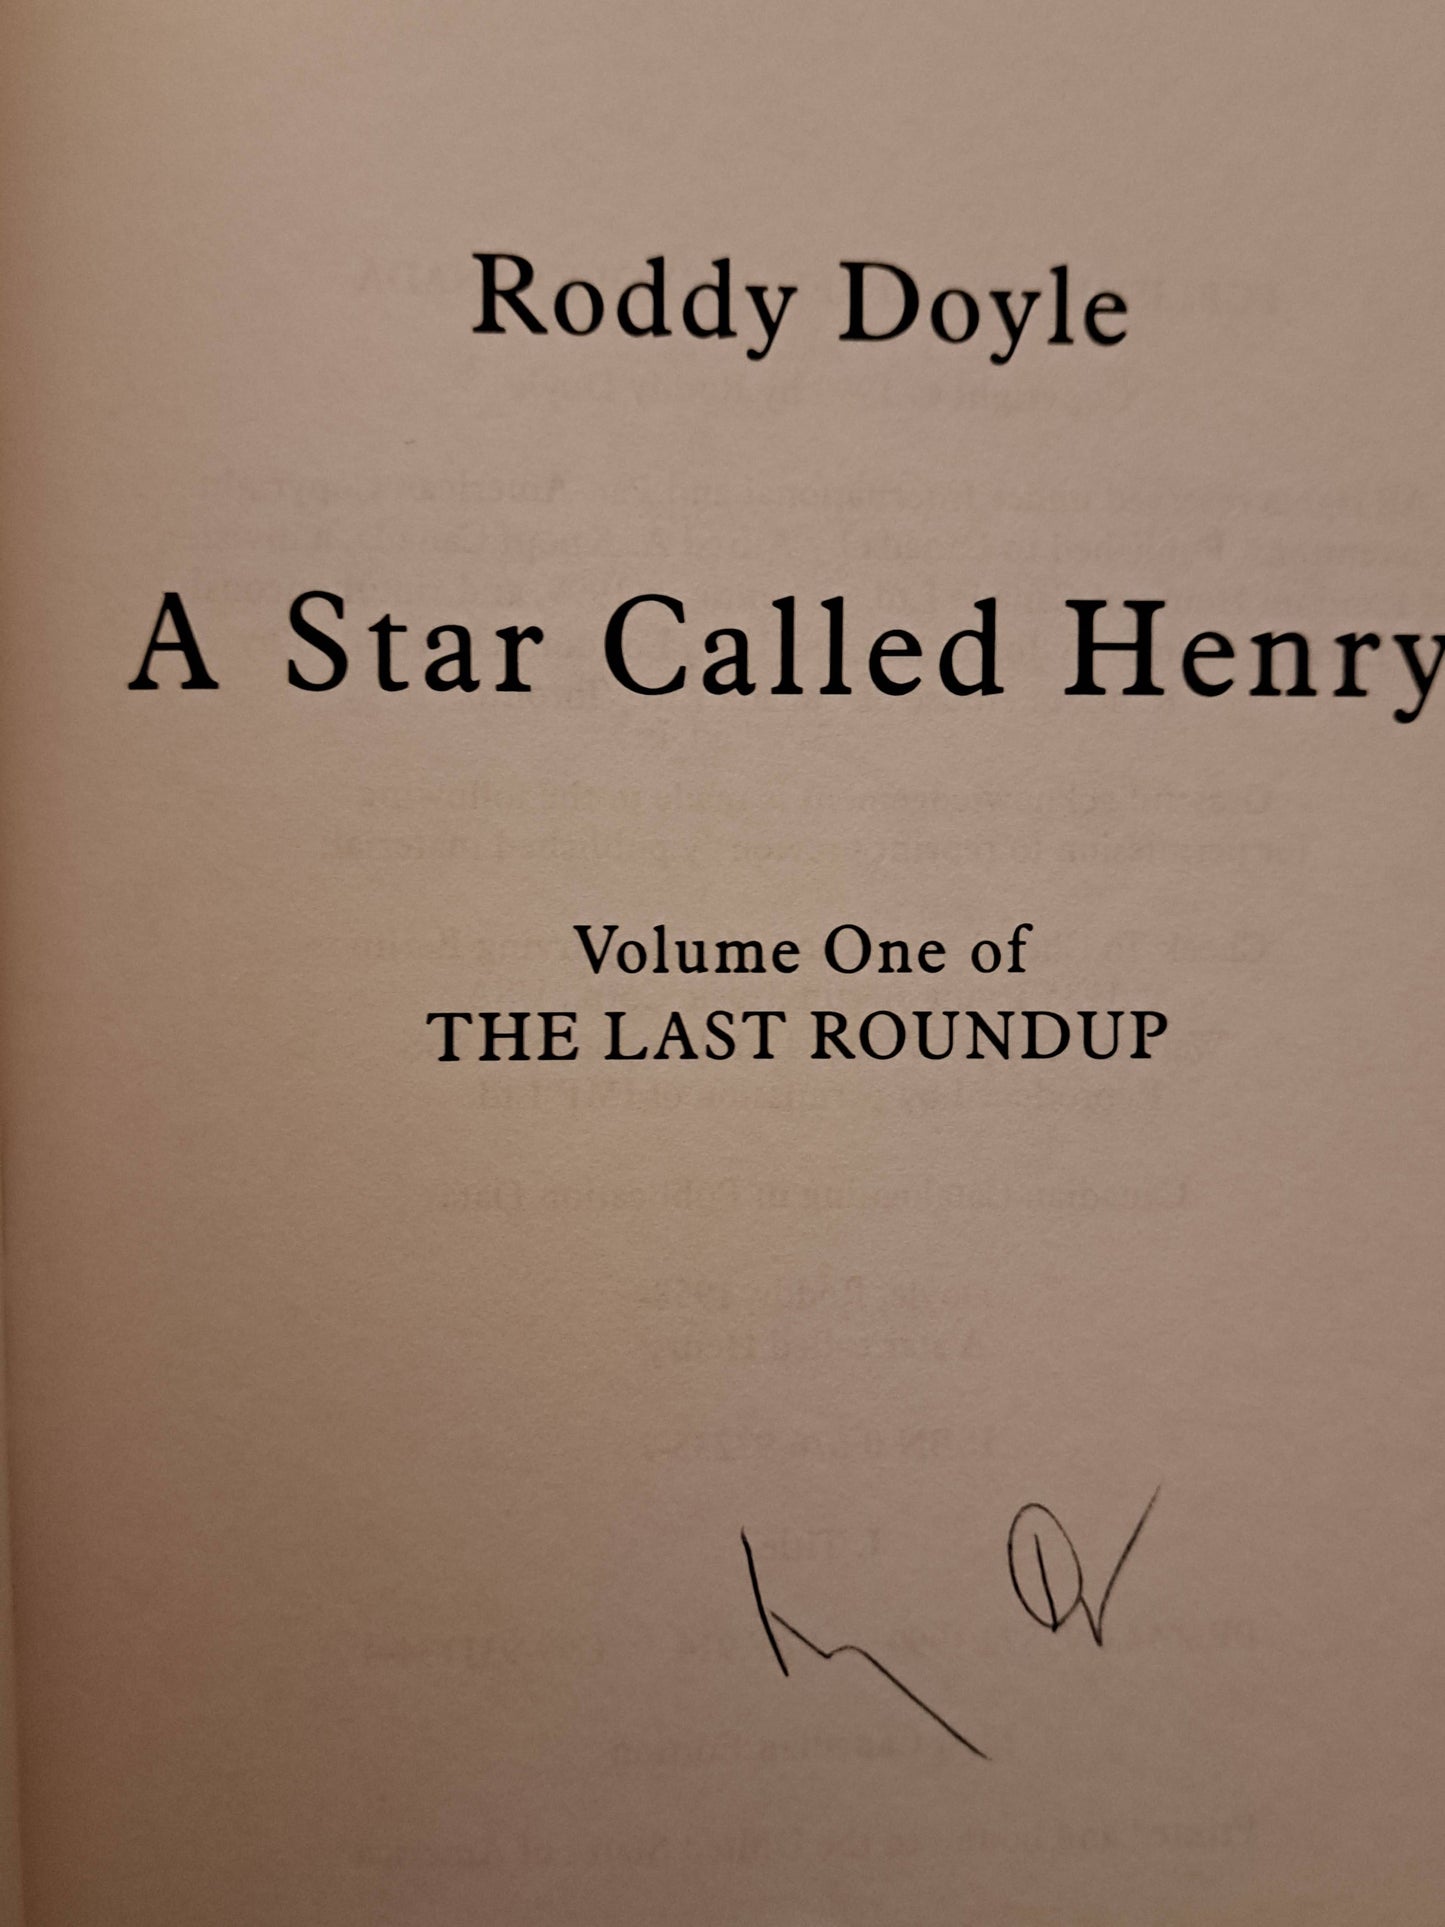 Roddy Doyle
A Star Called Henry
Volume One of
THE LAST ROUNDUP